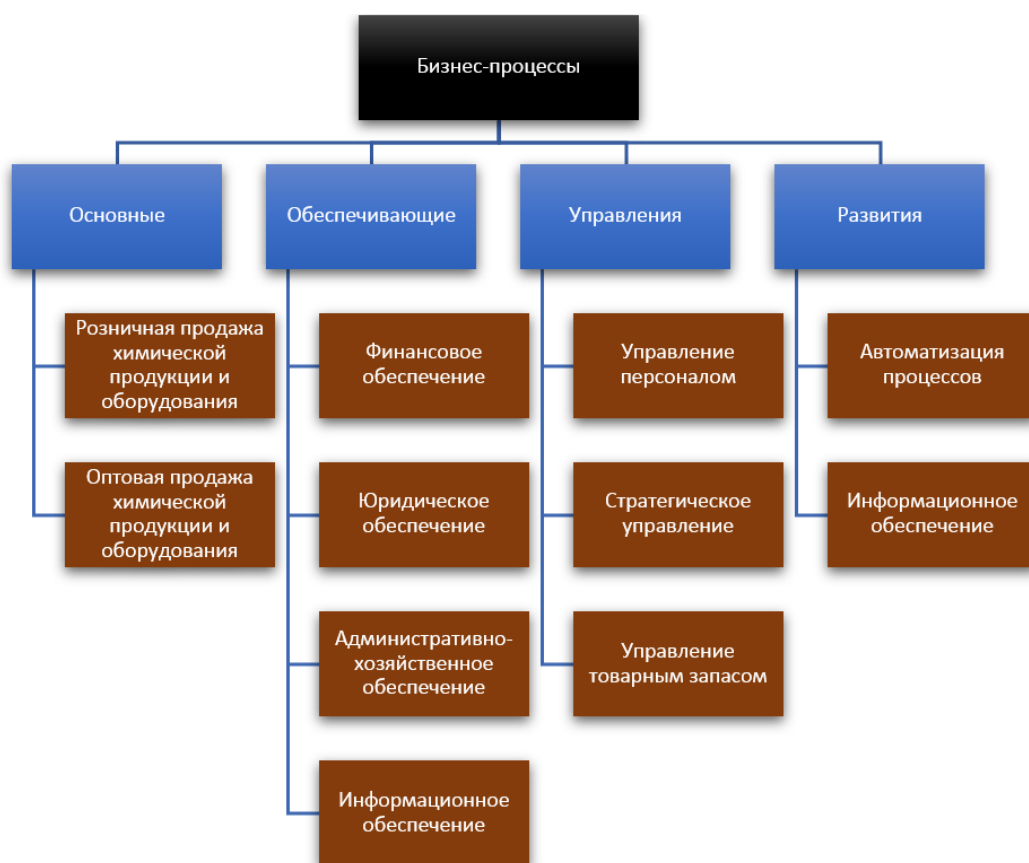 Бизнес-процессы
Основные
Обеспечивающие
Управления
Развития
Розничная продажа
химической
продукции и
оборудования
Финансовое
обеспечение
Управление
персоналом
Автоматизация
процессов
Оптовая продажа
химической
продукции и
оборудования
Юридическое
обеспечение
Стратегическое
управление
Информационное
обеспечение
Административно-
хозяйственное
обеспечение
Управление
товарным запасом
Информационное
обеспечение